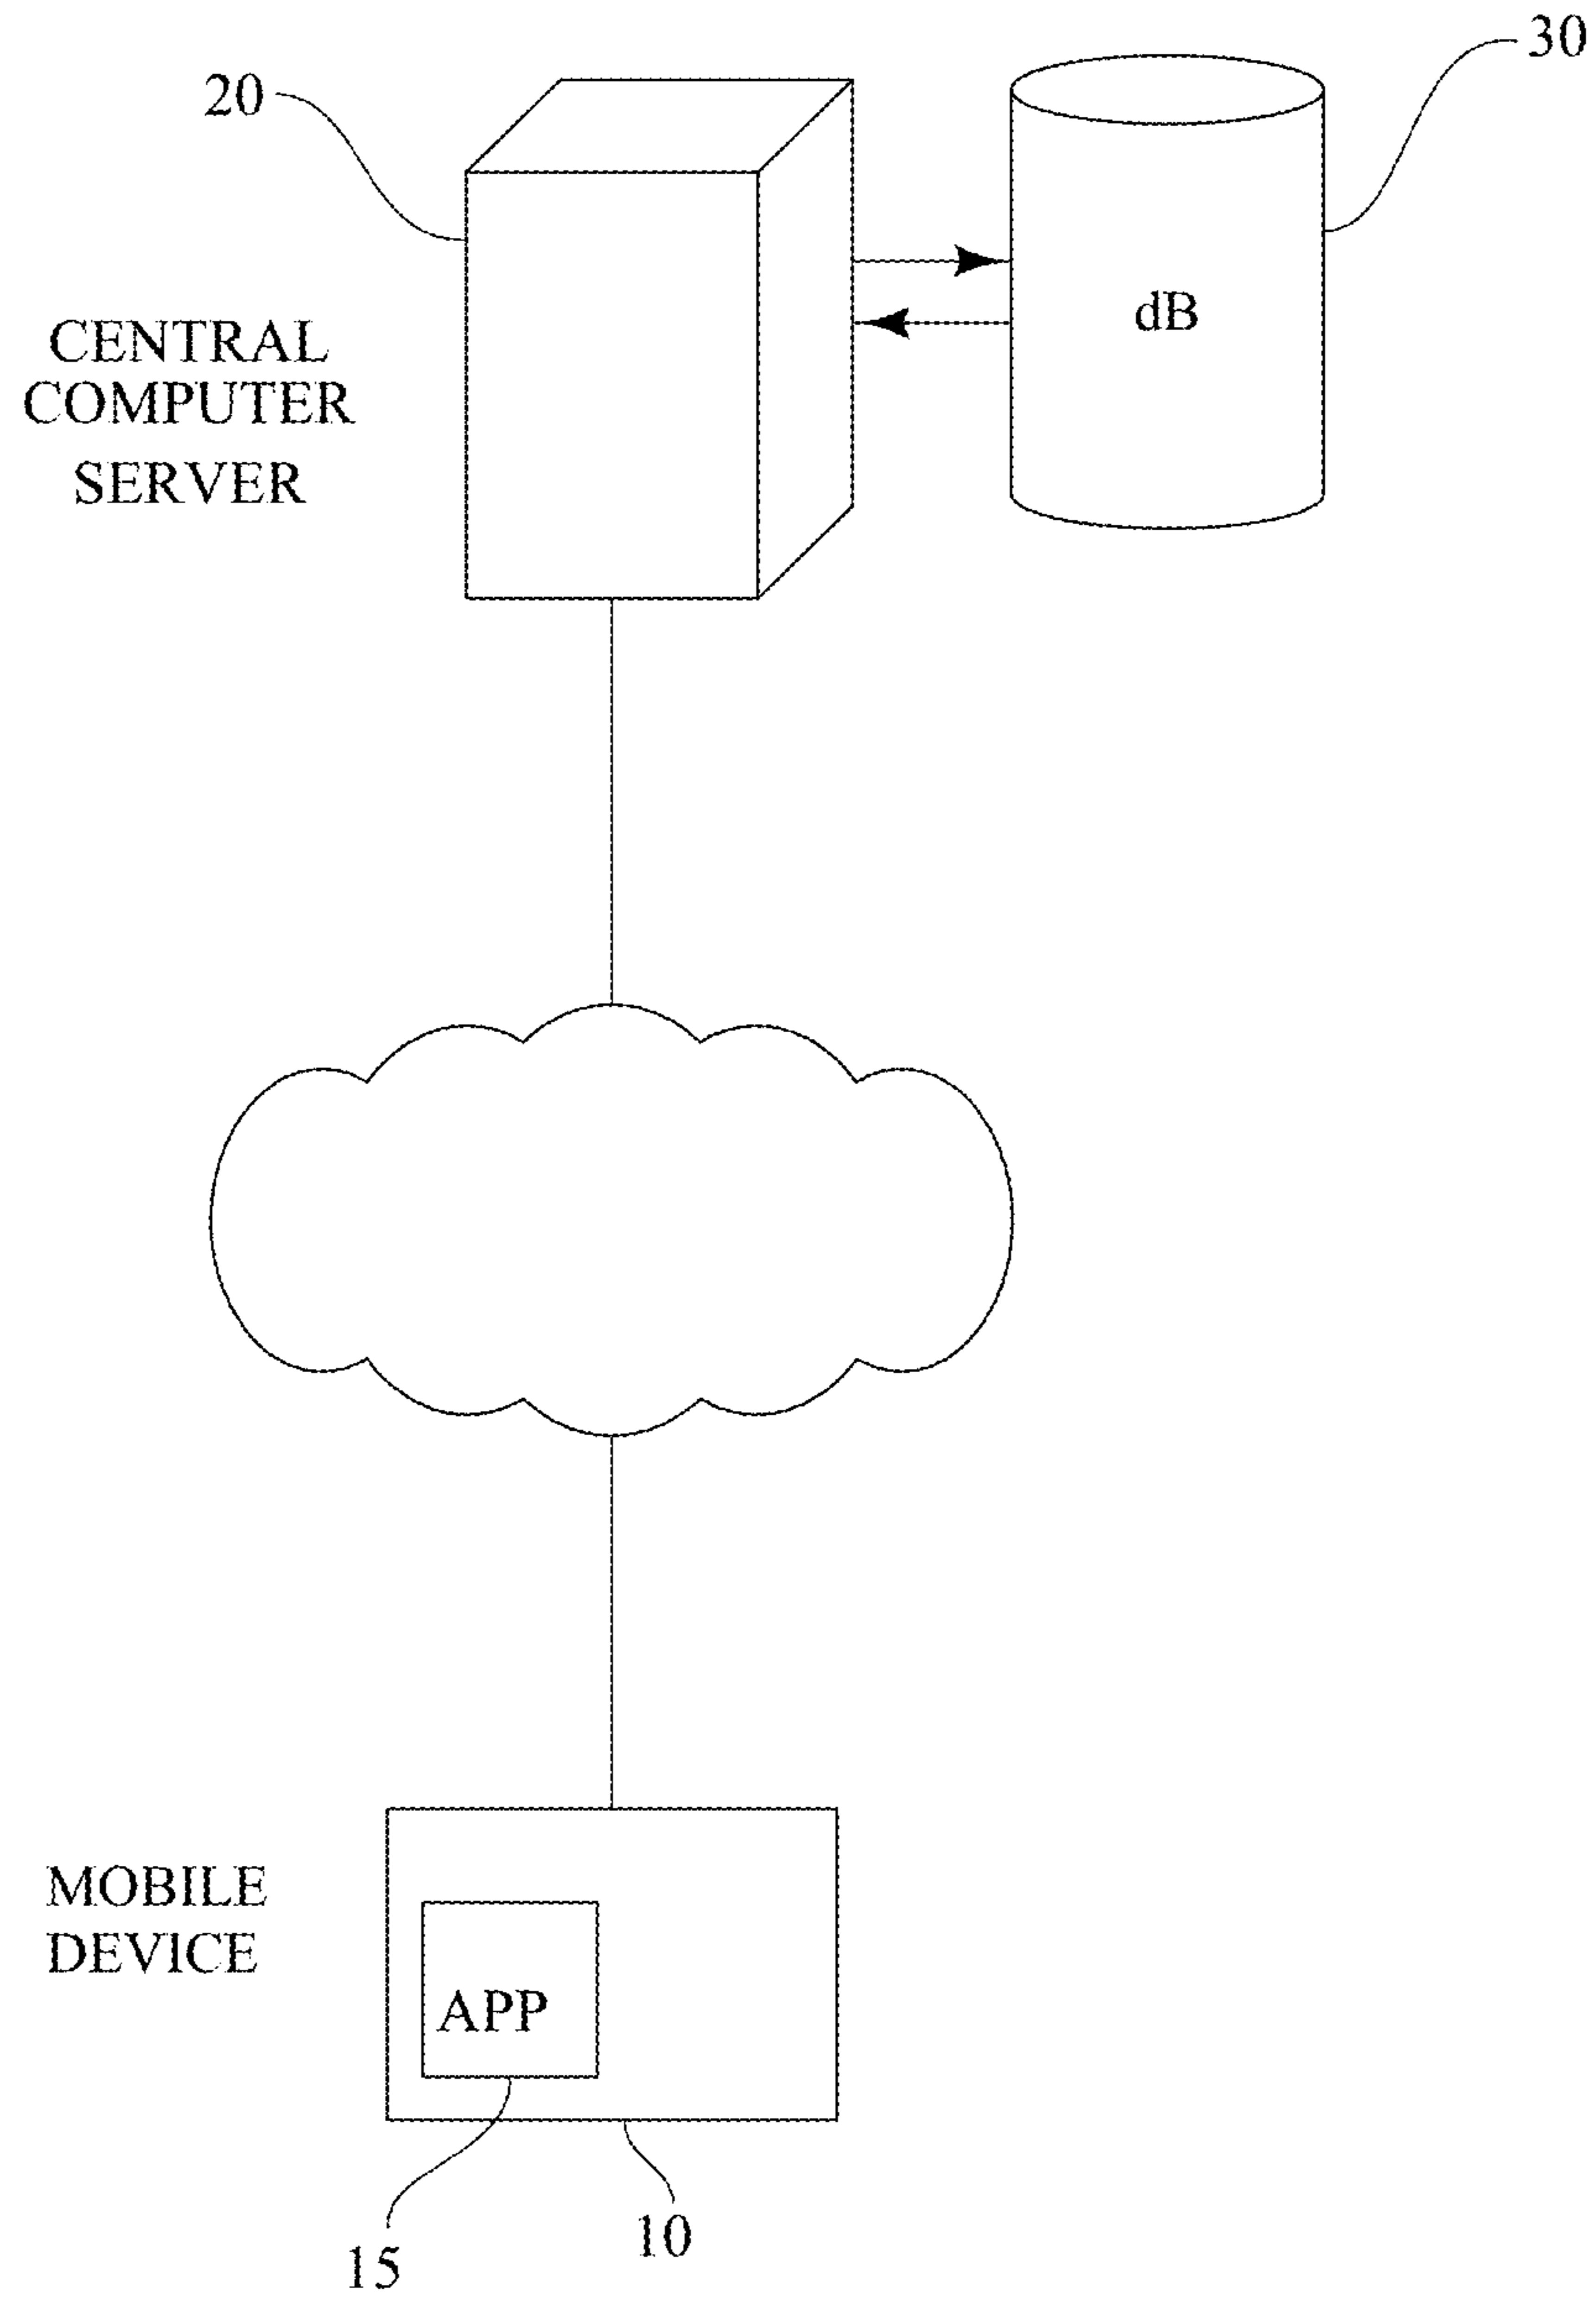 30
20
dB
CENTRAL
COMPUTER
SERVER
MOBILE
DEVICE
APP
10
15